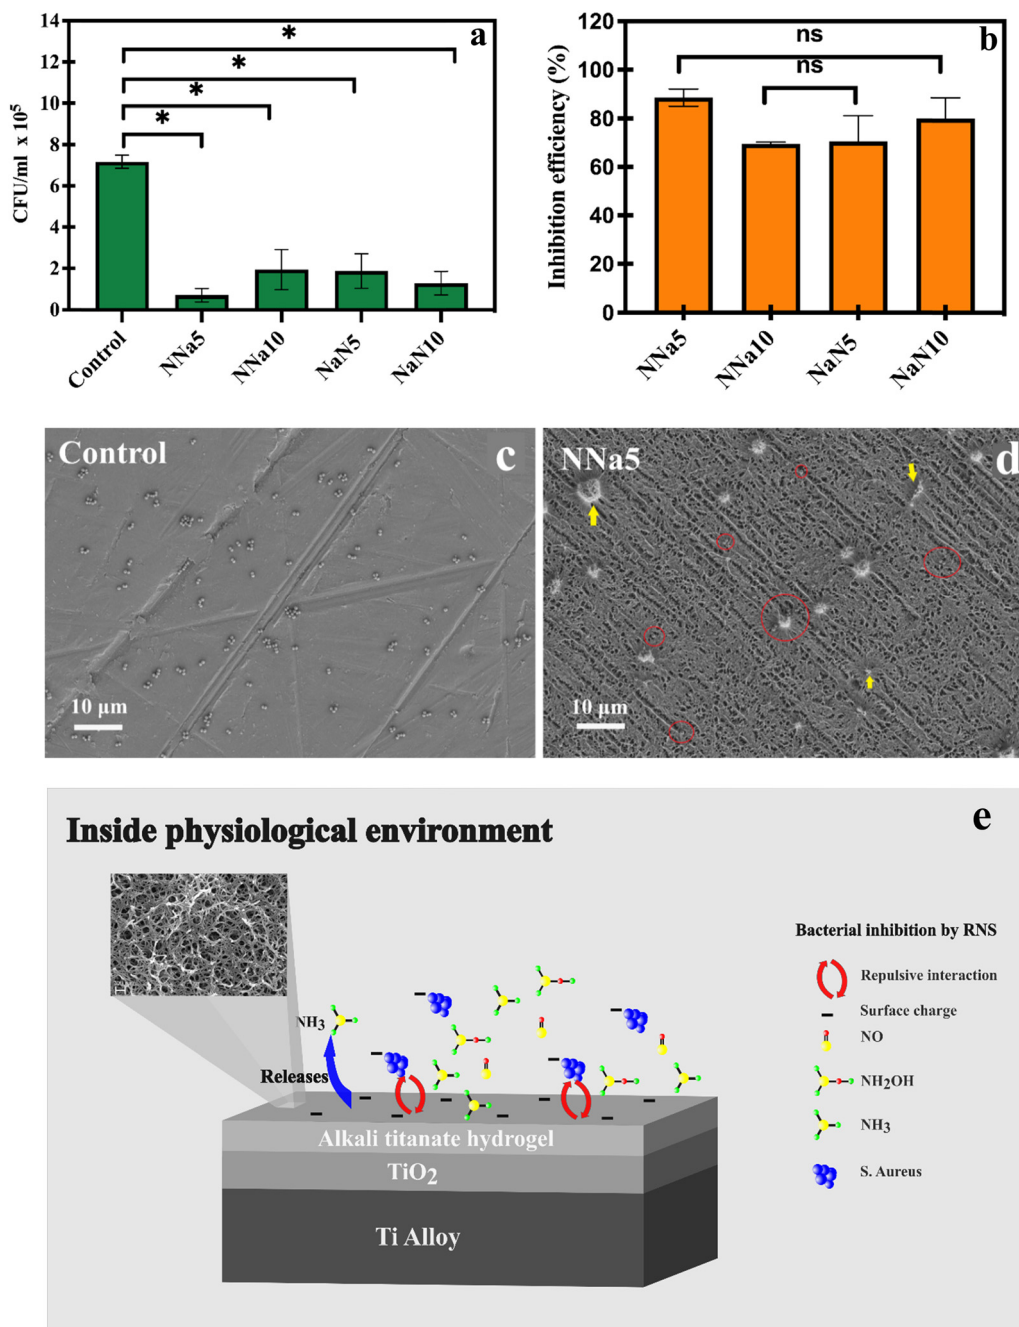 a
CFU/ml x 10⁵
14
12
10
8
6
4
2
0
*
*
*
*
Control
NNa5
NNa10
NaN5
NaN10
b
Inhibition efficiency (%)
120
100
80
60
40
20
0
ns
ns
NNa5
NNa10
NaN5
NaN10
Control
c
10 µm
NNa5
d
10 µm
e
Inside physiological environment
NH3
Releases
Alkali titanate hydrogel
TiO2
Ti Alloy
Bacterial inhibition by RNS
Repulsive interaction
Surface charge
NO
NH2OH
NH3
S. Aureus